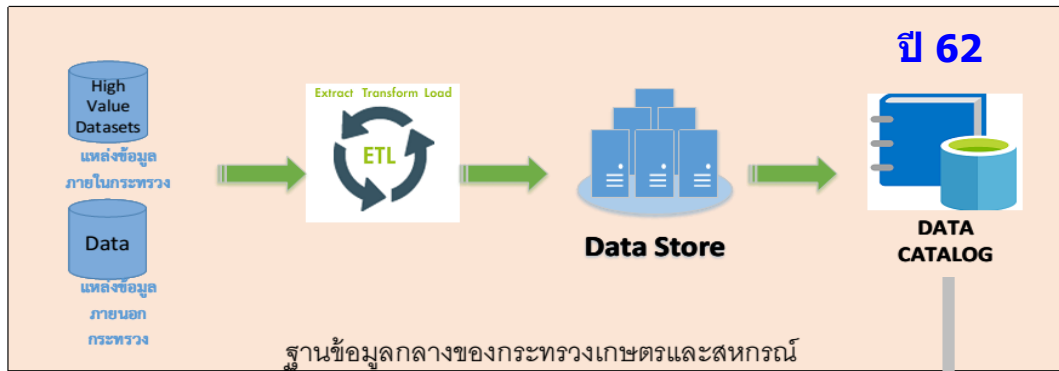 ปี 62
High
Value
Datasets
แหล่งข้อมูล
ภายในกระทรวง
Extract Transform Load
ETL
Data Store
DATA
CATALOG
Data
แหล่งข้อมูล
ภายนอก
กระทรวง
ฐานข้อมูลกลางของกระทรวงเกษตรและสหกรณ์